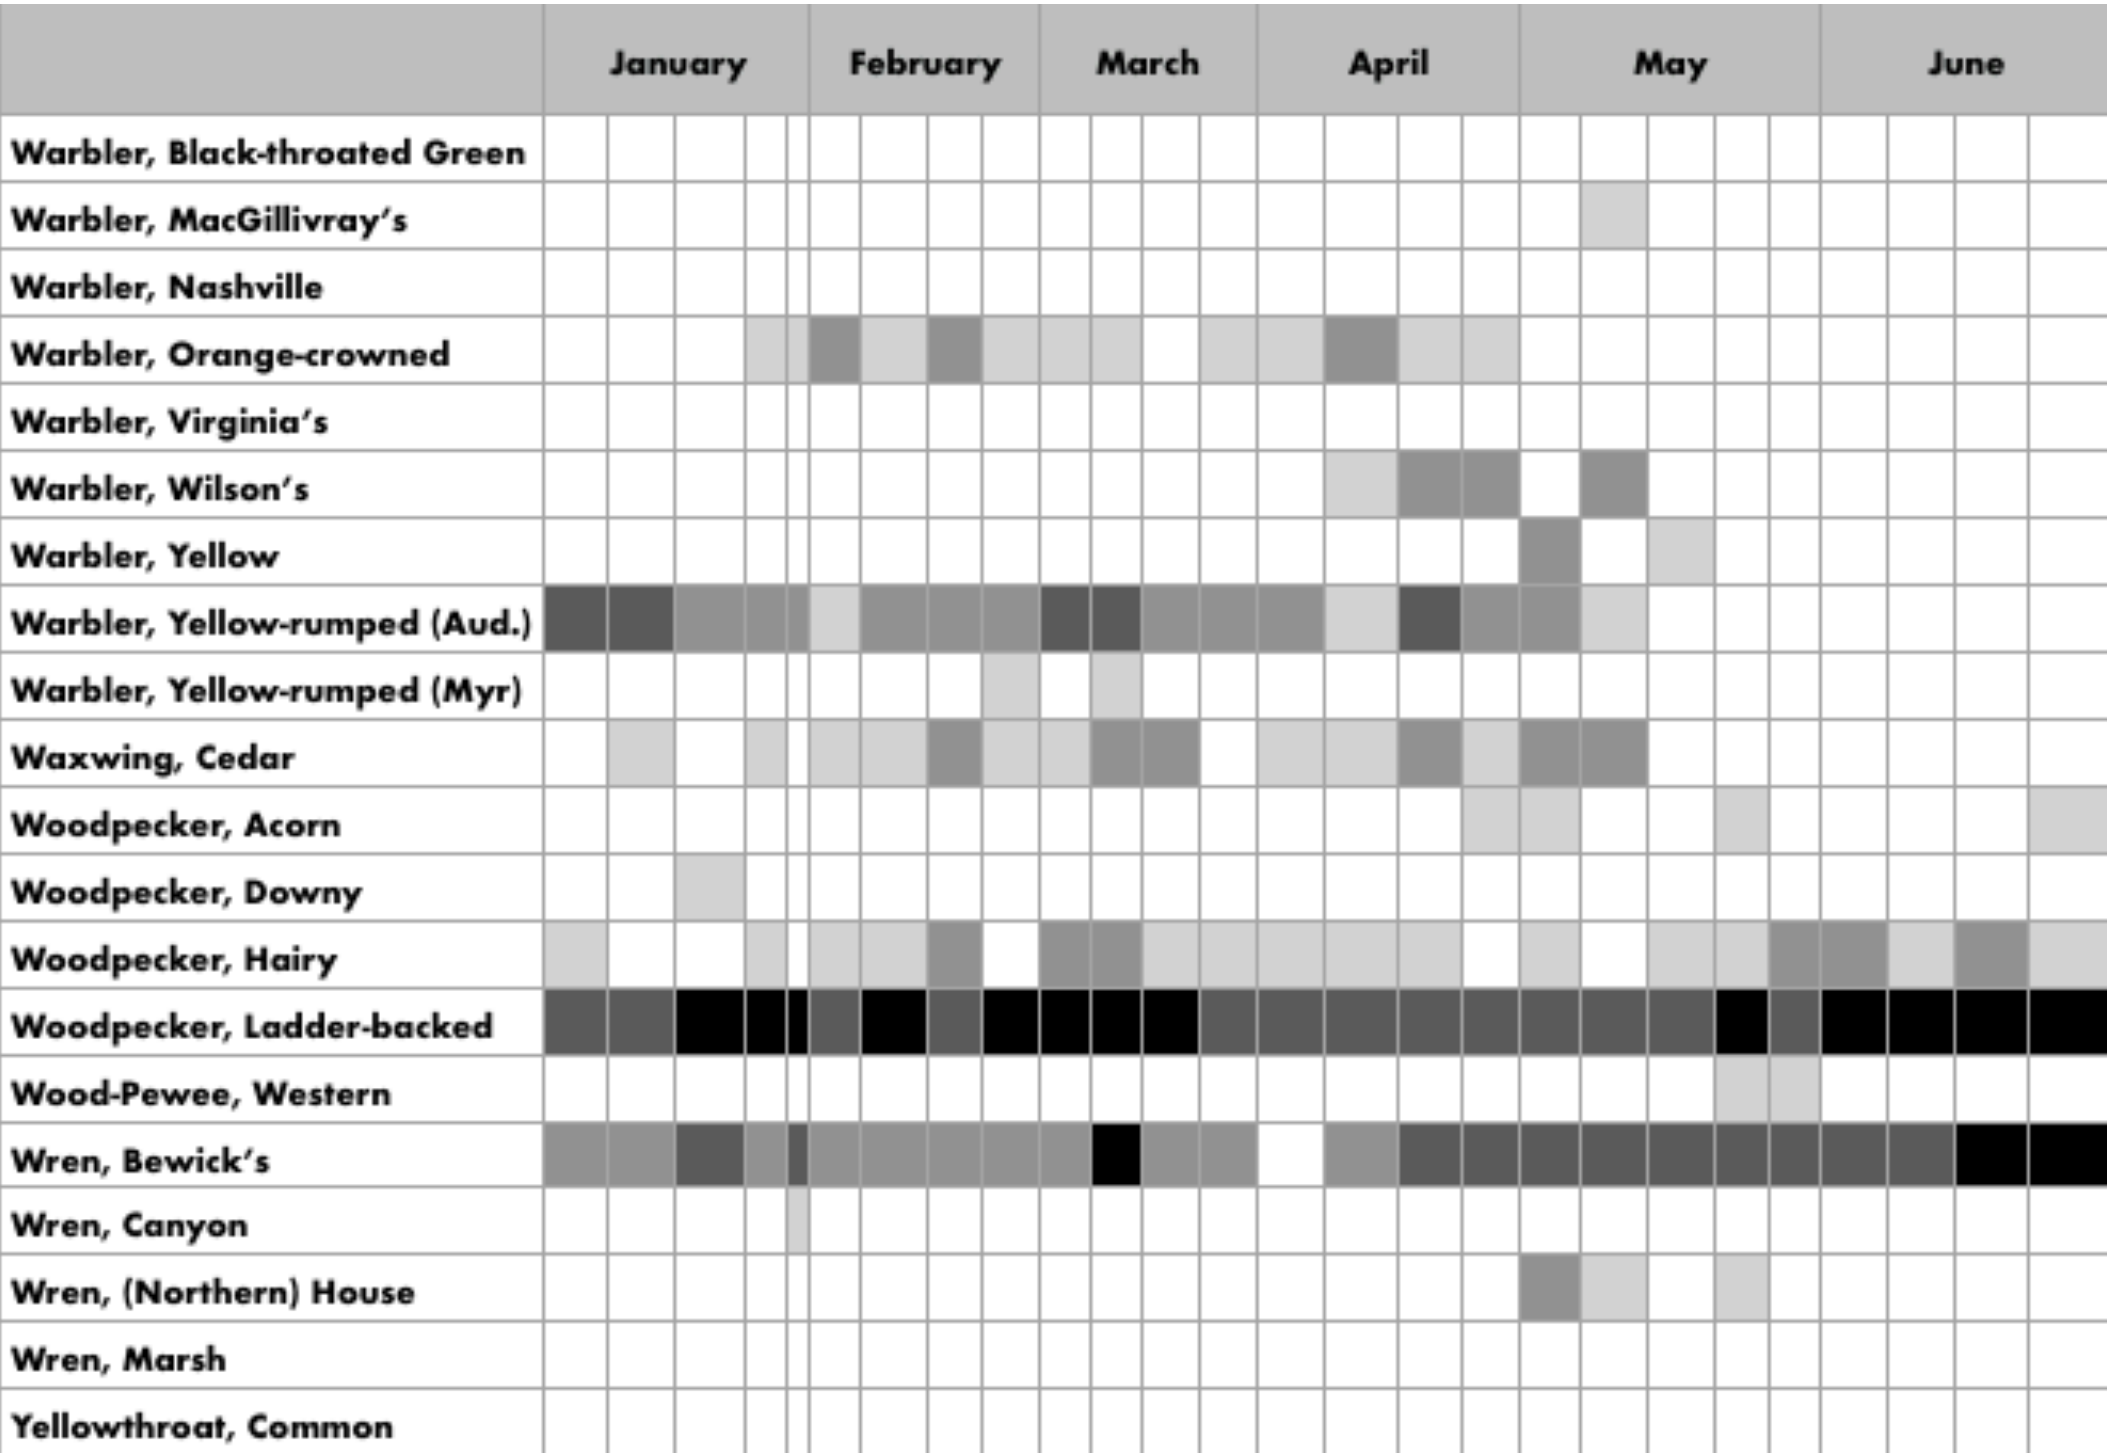 January February March April May June
Warbler, Black-throated Green
Warbler, MacGillivray’s
Warbler, Nashville
Warbler, Orange-crowned
Warbler, Virginia’s
Warbler, Wilson’s
Warbler, Yellow
Warbler, Yellow-rumped (Aud.)
Warbler, Yellow-rumped (Myr)
Waxwing, Cedar
Woodpecker, Acorn
Woodpecker, Downy
Woodpecker, Hairy
Woodpecker, Ladder-backed
Wood-Pewee, Western
Wren, Bewick’s
Wren, Canyon
Wren, (Northern) House
Wren, Marsh
Yellowthroat, Common